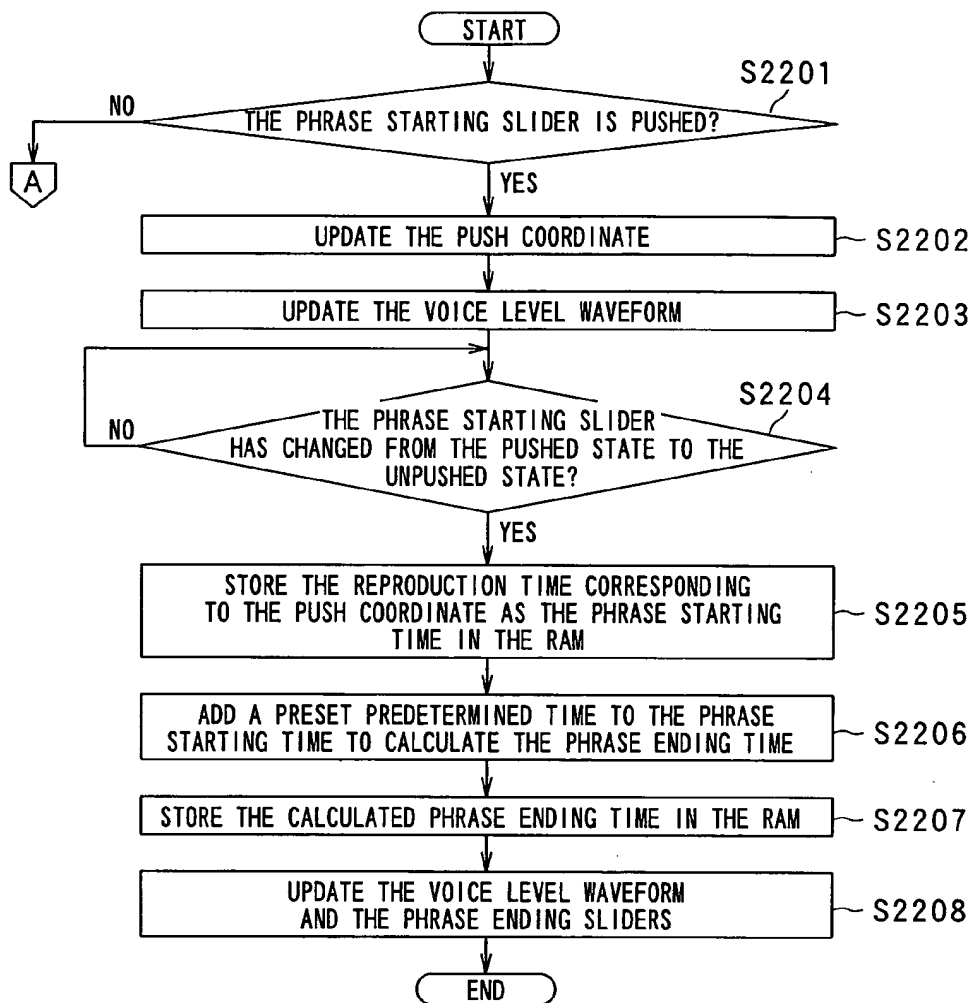 START
S2201
NO
THE PHRASE STARTING SLIDER IS PUSHED?
A
YES
UPDATE THE PUSH COORDINATE
S2202
UPDATE THE VOICE LEVEL WAVEFORM
S2203
S2204
THE PHRASE STARTING SLIDER
NO
HAS CHANGED FROM THE PUSHED STATE TO THE
UNPUSHED STATE?
YES
STORE THE REPRODUCTION TIME CORRESPONDING
TO THE PUSH COORDINATE AS THE PHRASE STARTING
TIME IN THE RAM
S2205
ADD A PRESET PREDETERMINED TIME TO THE PHRASE
STARTING TIME TO CALCULATE THE PHRASE ENDING TIME
S2206
STORE THE CALCULATED PHRASE ENDING TIME IN THE RAM
S2207
UPDATE THE VOICE LEVEL WAVEFORM
AND THE PHRASE ENDING SLIDERS
S2208
END